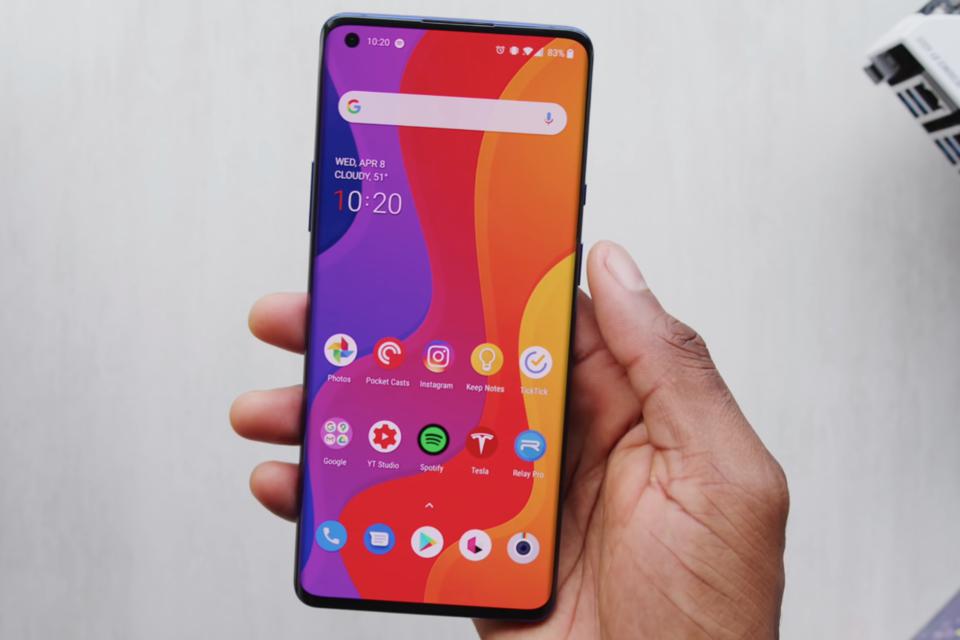 10:20
83%
WED, APR 8
CLOUDY, 51°
10:20
Photos
Pocket Casts
Instagram
Keep Notes
TickTick
Google
YT Studio
Spotify
Tesla
Relay Pro